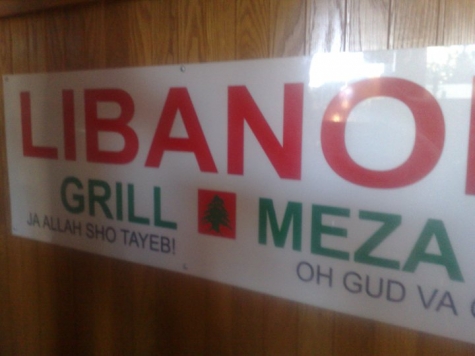 LIBANO
GRILL MEZA
JA ALLAH SHO TAYEB!
OH GUD VA